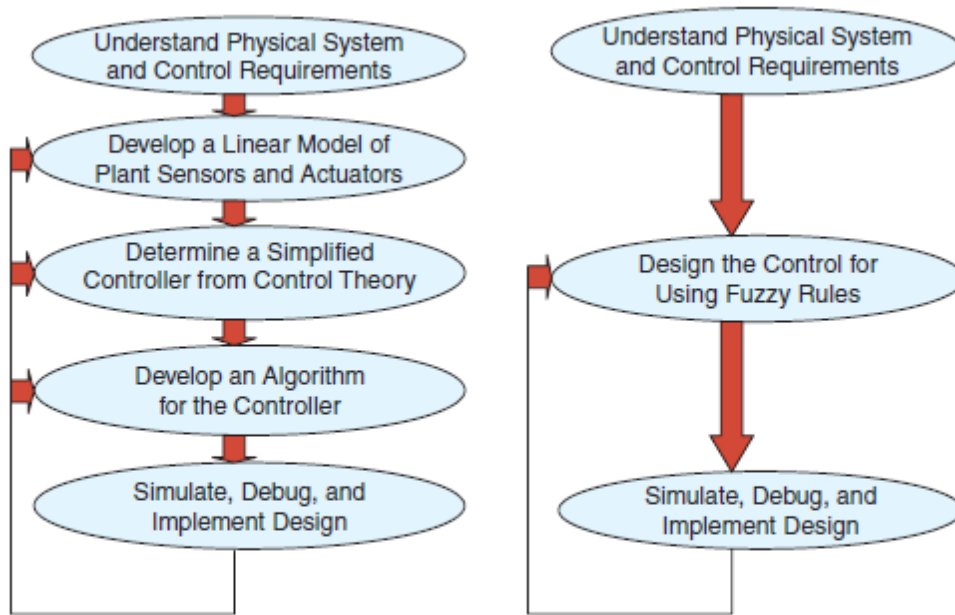 Understand Physical System
and Control Requirements
Develop a Linear Model of
Plant Sensors and Actuators
Determine a Simplified
Controller from Control Theory
Develop an Algorithm
for the Controller
Simulate, Debug, and
Implement Design
Understand Physical System
and Control Requirements
Design the Control for
Using Fuzzy Rules
Simulate, Debug, and
Implement Design